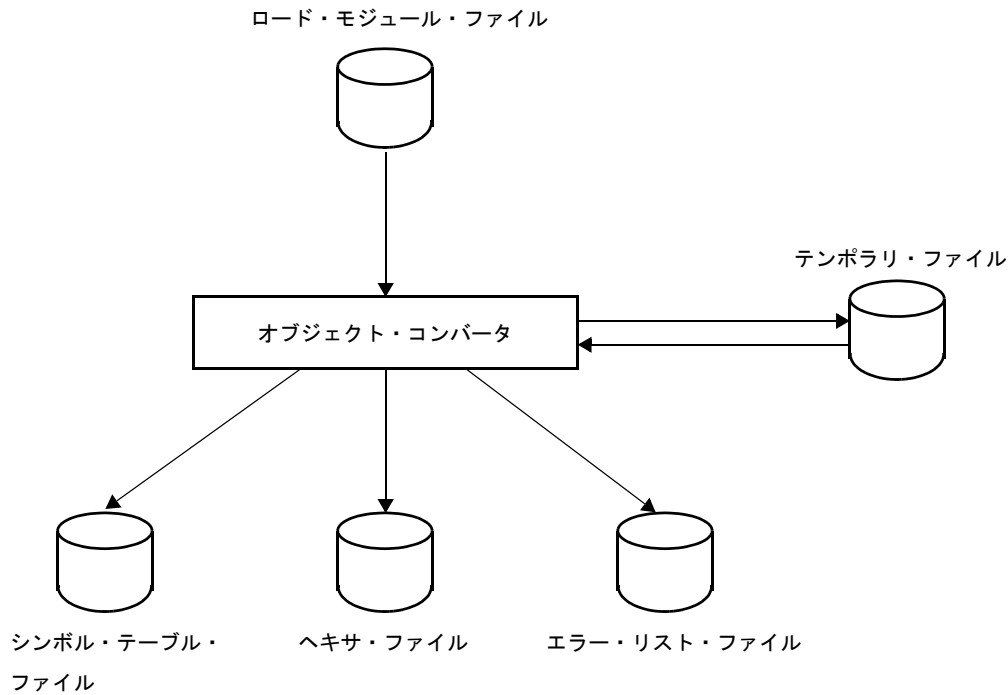 ロード・モジュール・ファイル
テンポラリ・ファイル
オブジェクト・コンバータ
シンボル・テーブル・
ファイル
ヘキサ・ファイル
エラー・リスト・ファイル